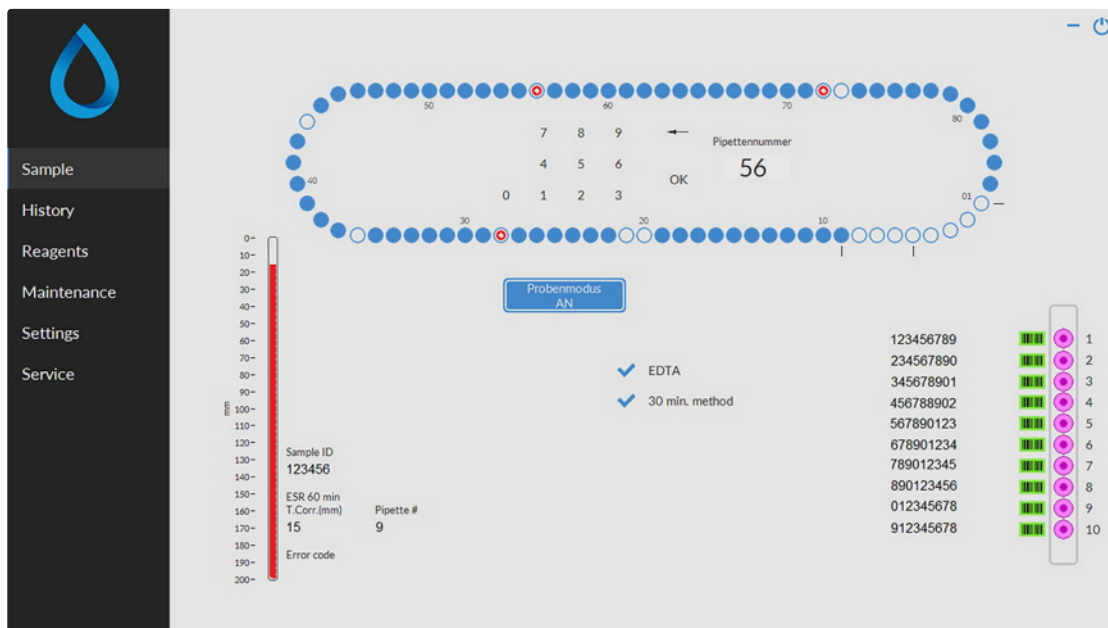 50
60
70
80
7 8 9
Pipettennummer
4 5 6
56
OK
0 1 2 3
Sample
40
01
History
30
20
10
Reagents
Maintenance
Settings
Service
0
10
20
30
40
50
60
70
80
90
mm
100
110
120
130
140
150
160
170
180
190
200
Probenmodus
AN
EDTA
30 min. method
Sample ID
123456
ESR 60 min
T.Corr.(mm) Pipette #
15 9
Error code
123456789 1
234567890 2
345678901 3
456788902 4
567890123 5
678901234 6
789012345 7
890123456 8
012345678 9
912345678 10